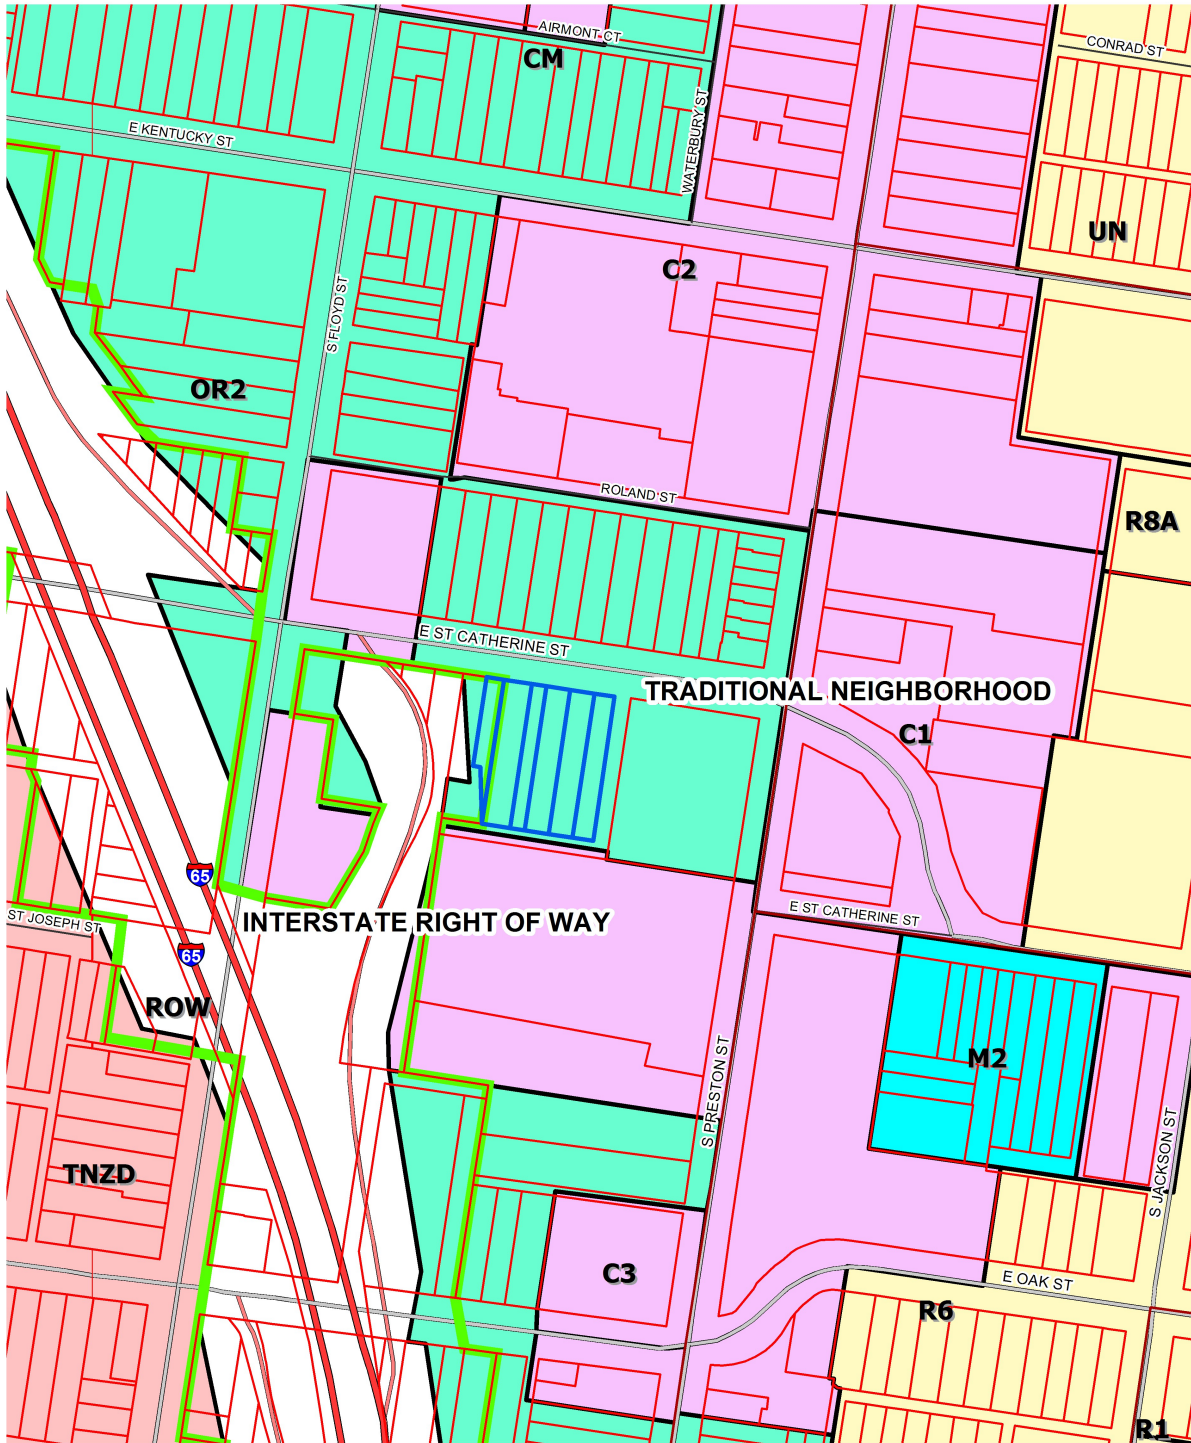 AIRMONT CT
CM
CONRAD ST
E KENTUCKY ST
WATERBURY ST
UN
C2
S FLOYD ST
OR2
ROLAND ST
R8A
E ST CATHERINE ST
TRADITIONAL NEIGHBORHOOD
C1
65
E ST CATHERINE ST
ST JOSEPH ST
INTERSTATE RIGHT OF WAY
65
ROW
M2
S PRESTON ST
S JACKSON ST
TNZD
C3
E OAK ST
R6
R1